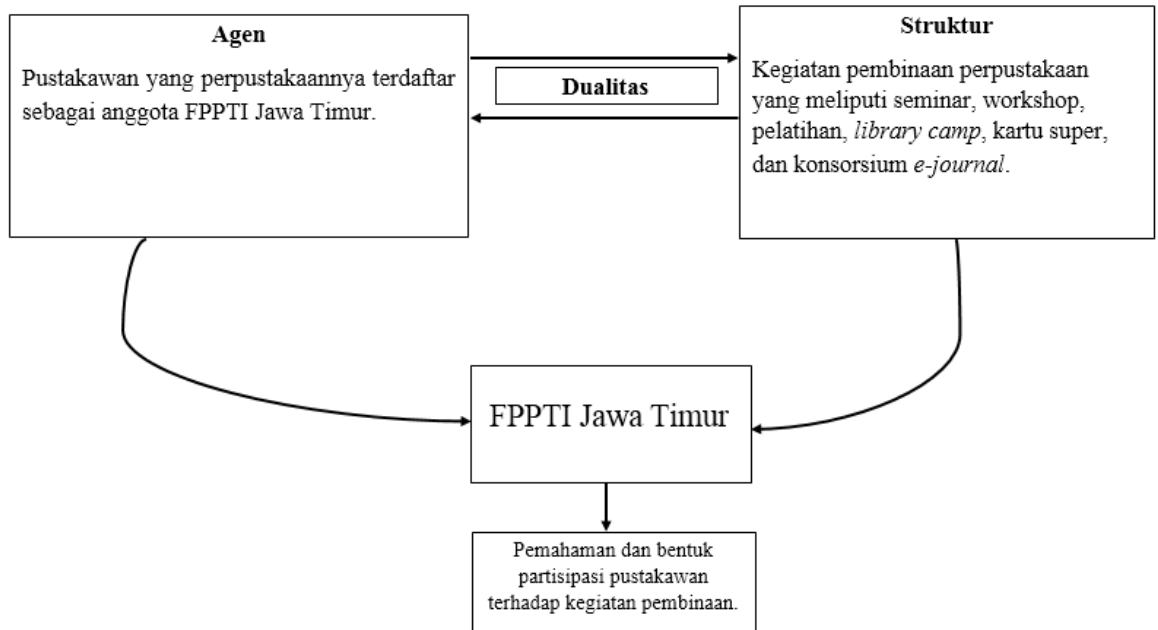 Agen
Pustakawan yang perpustakaannya terdaftar
sebagai anggota FPPTI Jawa Timur.
Dualitas
Struktur
Kegiatan pembinaan perpustakaan
yang meliputi seminar, workshop,
pelatihan, library camp, kartu super,
dan konsorsium e-journal.
FPPTI Jawa Timur
Pemahaman dan bentuk
partisipasi pustakawan
terhadap kegiatan pembinaan.